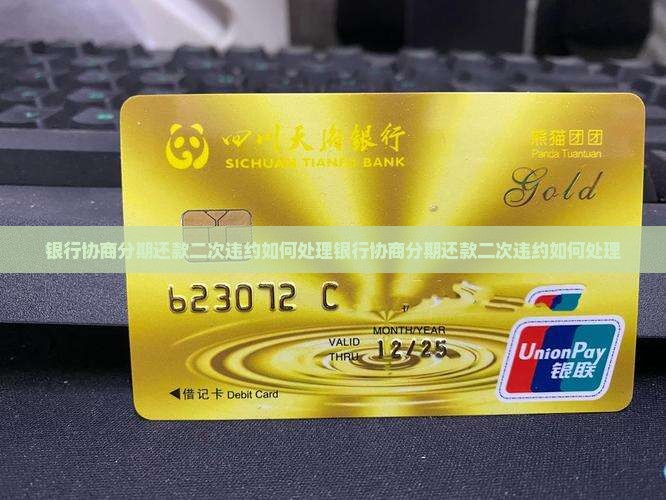 四川天府銀行
SICHUAN TIANFU BANK
熊猫团团
Panda Tuantuan
Gold
银行协商分期还款二次违约如何处理银行协商分期还款二次违约如何处理
623072 C
MONTH/YEAR
VALID
THRU
12/25
UnionPay
银联
◀借记卡 Debit Card